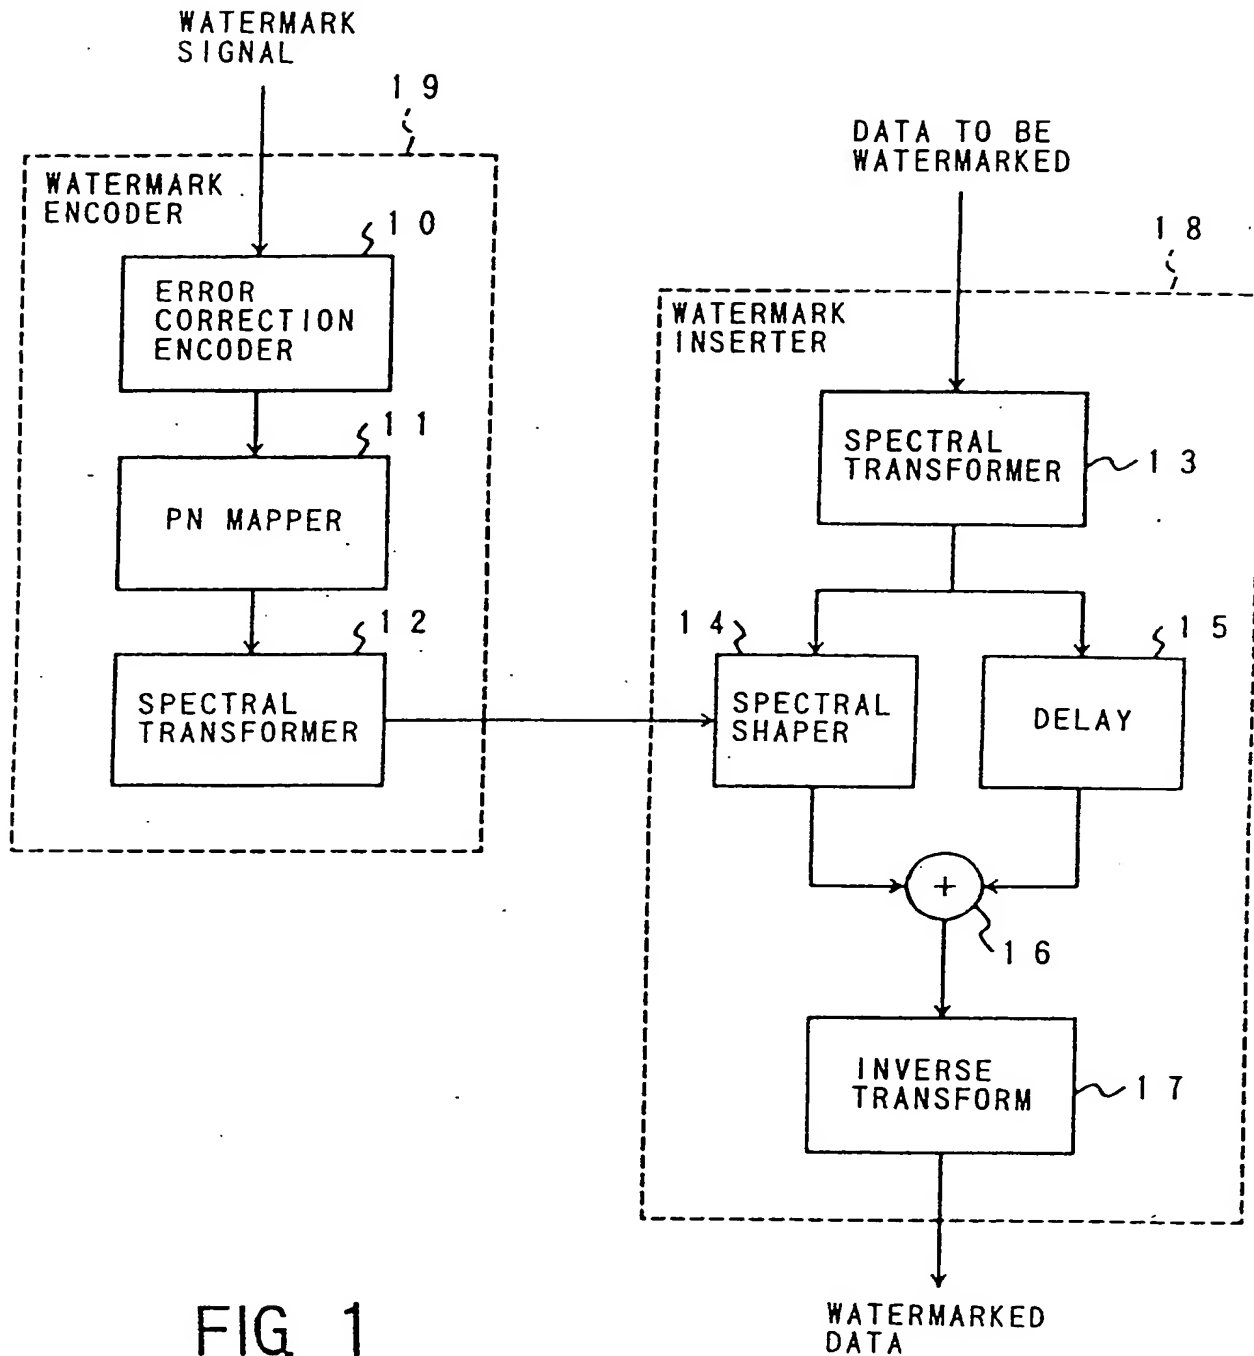 WATERMARK
SIGNAL
19
WATERMARK
ENCODER
10
ERROR
CORRECTION
ENCODER
11
PN MAPPER
12
SPECTRAL
TRANSFORMER
DATA TO BE
WATERMARKED
18
WATERMARK
INSERTER
SPECTRAL
TRANSFORMER
13
14
SPECTRAL
SHAPER
15
DELAY
+
16
INVERSE
TRANSFORM
17
WATERMARKED
DATA
FIG. 1